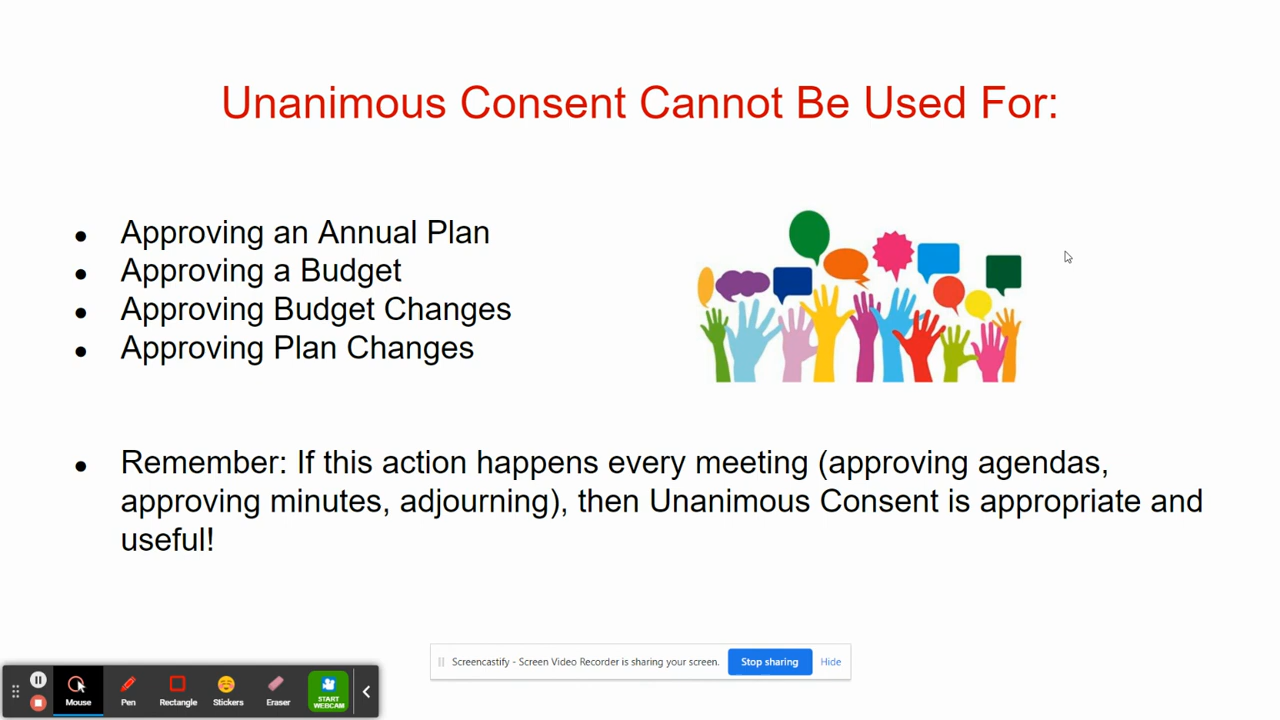 Unanimous Consent Cannot Be Used For:
● Approving an Annual Plan
● Approving a Budget
● Approving Budget Changes
● Approving Plan Changes
● Remember: If this action happens every meeting (approving agendas,
approving minutes, adjourning), then Unanimous Consent is appropriate and
useful!
Screencastify - Screen Video Recorder is sharing your screen. Stop sharing Hide
Mouse Pen Rectangle Stickers Eraser START
WEBCAM